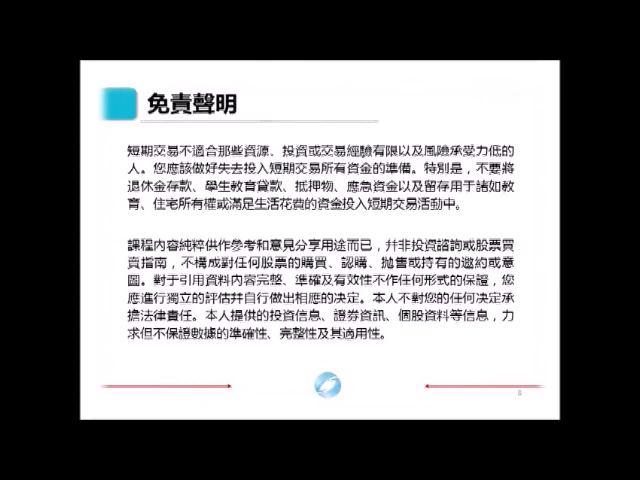 免責聲明
短期交易不適合那些資源、投資或交易經驗有限以及風險承受力低的
人。您應該做好失去投入短期交易所有資金的準備。特別是，不要將
退休金存款、學生教育貸款、抵押物、應急資金以及留存用于諸如教
育、住宅所有權或滿足生活花費的資金投入短期交易活動中。
課程內容純粹供作參考和意見分享用途而已，幷非投資諮詢或股票買
賣指南，不構成對任何股票的購買、認購、拋售或持有的邀約或意
圖。對于引用資料內容完整、準確及有效性不作任何形式的保證，您
應進行獨立的評估幷自行做出相應的决定。本人不對您的任何决定承
擔法律責任。本人提供的投資信息、證券資訊、個股資料等信息，力
求但不保證數據的準確性、完整性及其適用性。
8